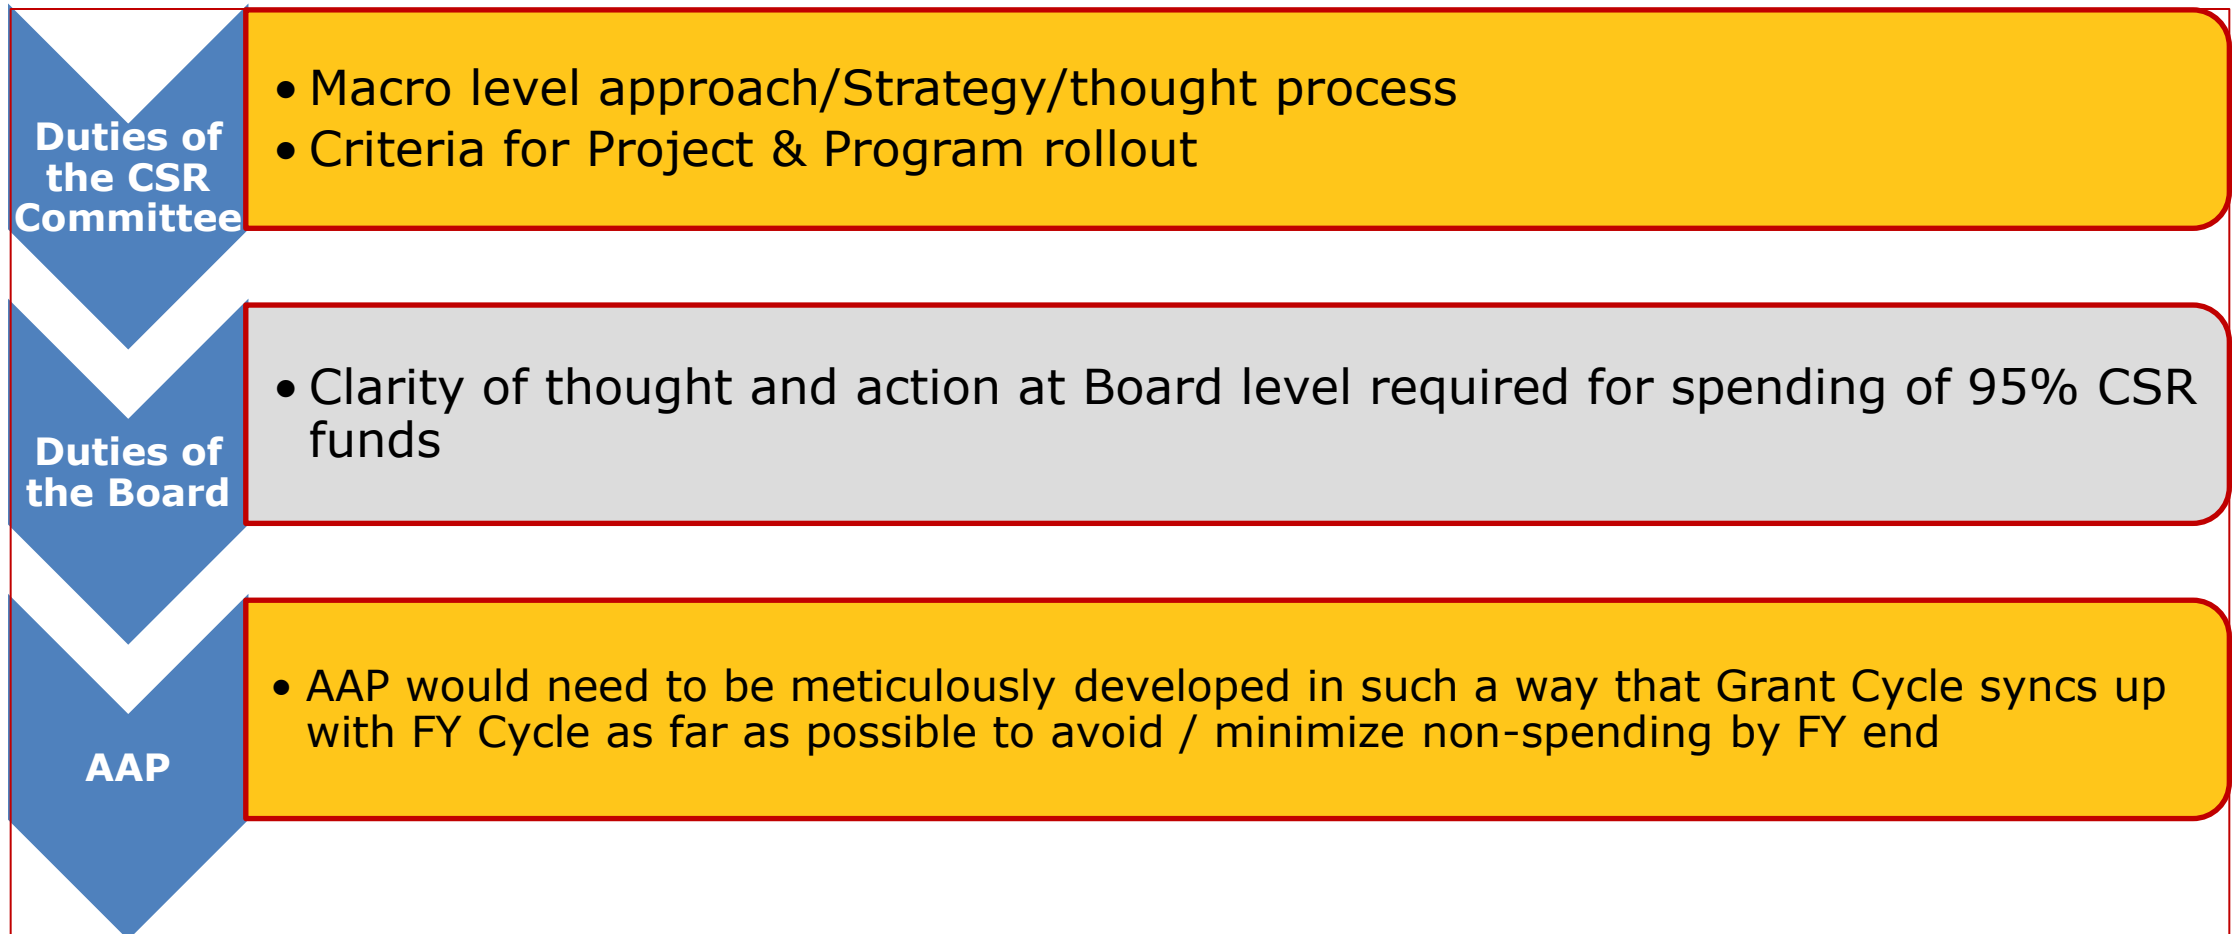 Duties of
the CSR
Committee
• Macro level approach/Strategy/thought process
• Criteria for Project & Program rollout
Duties of
the Board
• Clarity of thought and action at Board level required for spending of 95% CSR
funds
AAP
• AAP would need to be meticulously developed in such a way that Grant Cycle syncs up
with FY Cycle as far as possible to avoid / minimize non-spending by FY end